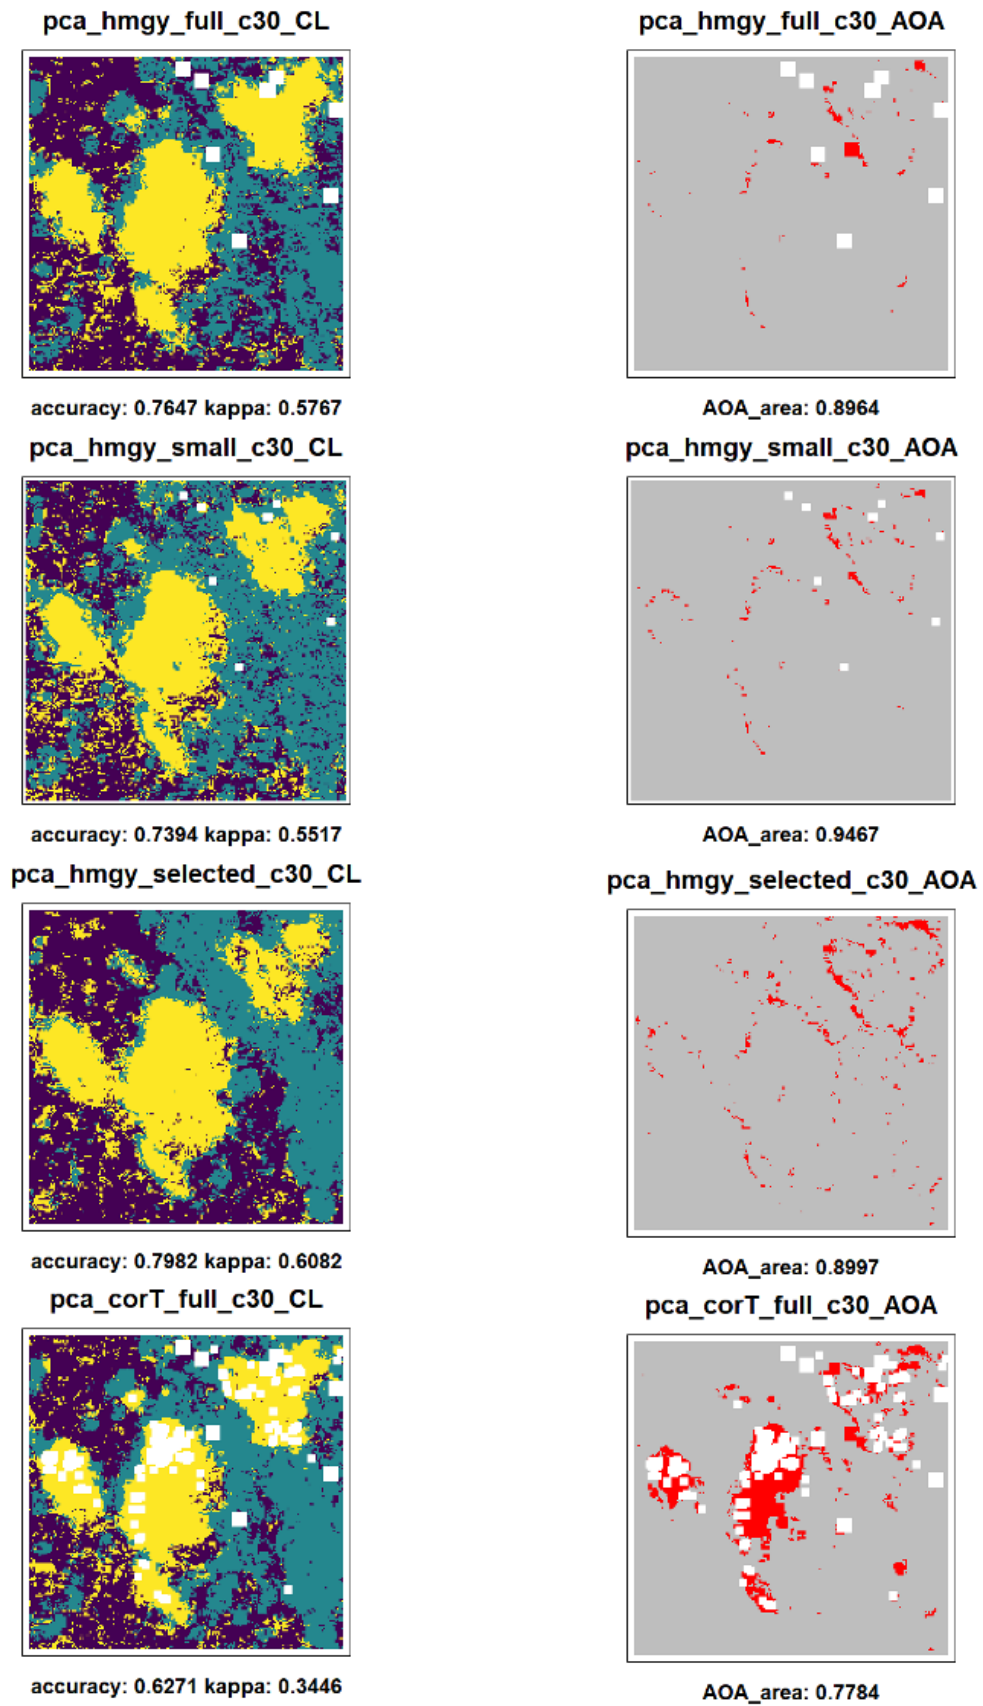 pca_hmgy_full_c30_CL
pca_hmgy_full_c30_AOA
accuracy: 0.7647 kappa: 0.5767
AOA_area: 0.8964
pca_hmgy_small_c30_CL
pca_hmgy_small_c30_AOA
accuracy: 0.7394 kappa: 0.5517
AOA_area: 0.9467
pca_hmgy_selected_c30_CL
pca_hmgy_selected_c30_AOA
accuracy: 0.7982 kappa: 0.6082
AOA_area: 0.8997
pca_corT_full_c30_CL
pca_corT_full_c30_AOA
accuracy: 0.6271 kappa: 0.3446
AOA_area: 0.7784